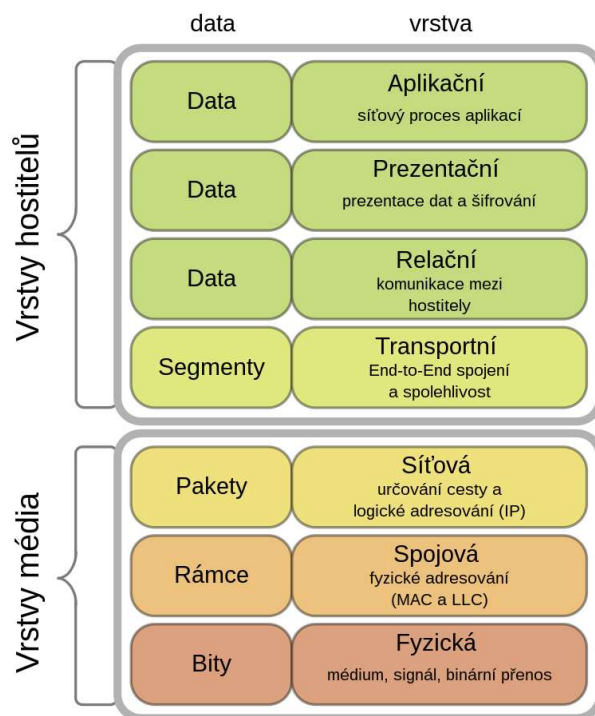 data
vrstva
Vrstvy hostitelů
Data
Aplikační
síťový proces aplikací
Data
Prezentační
prezentace dat a šifrování
Data
Relační
komunikace mezi
hostitely
Segmenty
Transportní
End-to-End spojení
a spolehlivost
Vrstvy média
Pakety
Síťová
určování cesty a
logické adresování (IP)
Rámce
Spojová
fyzické adresování
(MAC a LLC)
Bity
Fyzická
médium, signál, binární přenos